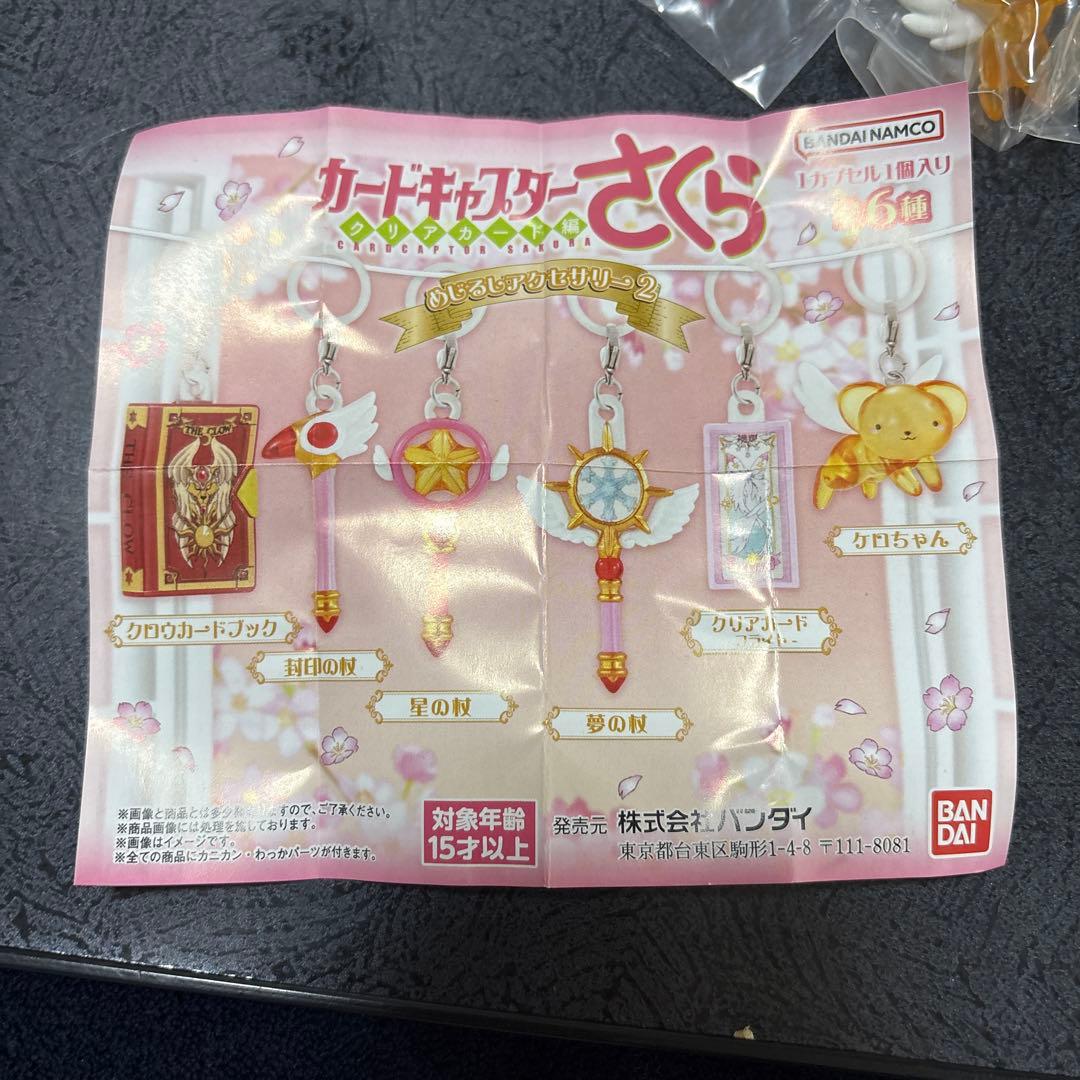 BANDAI NAMCO
カードキャプターさくら
クリアカード編
CARDCAPTOR SAKURA
1カプセル1個入り
全6種
めじるしアクセサリー2
THE CLOW
THE CLOW
クロウカードブック
封印の杖
星の杖
夢の杖
クリアカード
ケロちゃん
※画像と商品とは多少異なりますので、ご了承ください。
※商品画像には処理を施しております。
※画像はイメージです。
※全ての商品にカニカン・わっかパーツが付きます。
対象年齢
15才以上
発売元 株式会社バンダイ
東京都台東区駒形1-4-8 〒111-8081
BAN
DAI